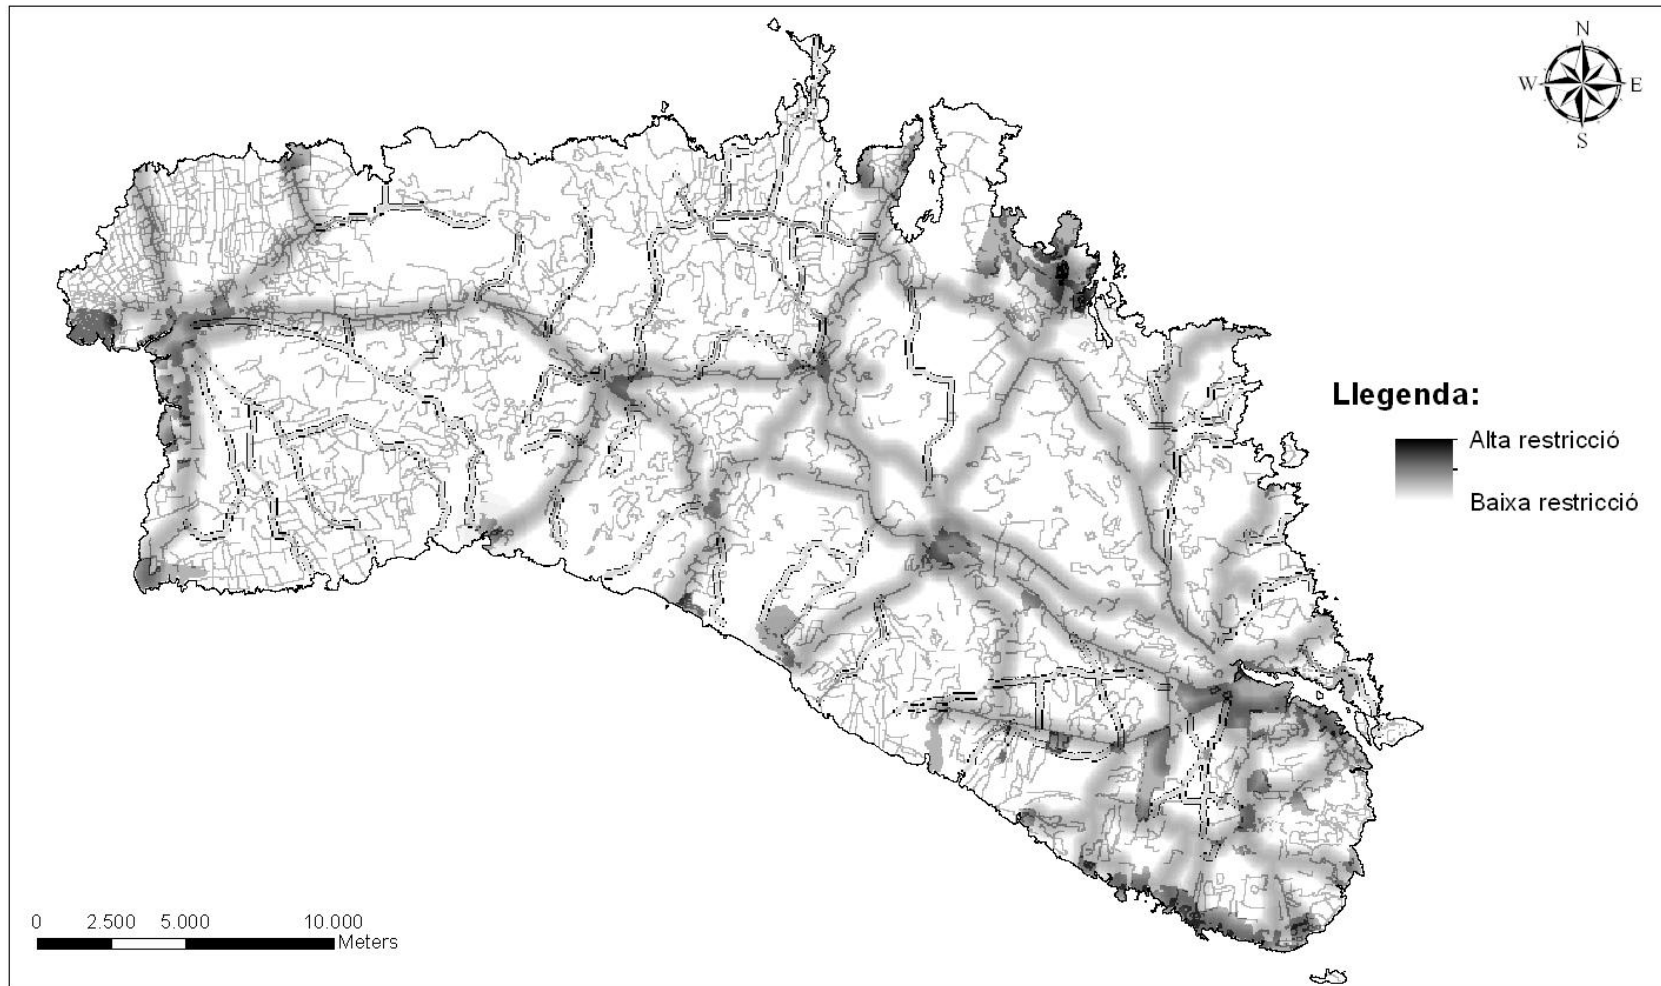 N
W E
S
Llegenda:
Alta restricció
Baixa restricció
0 2.500 5.000 10.000
Meters